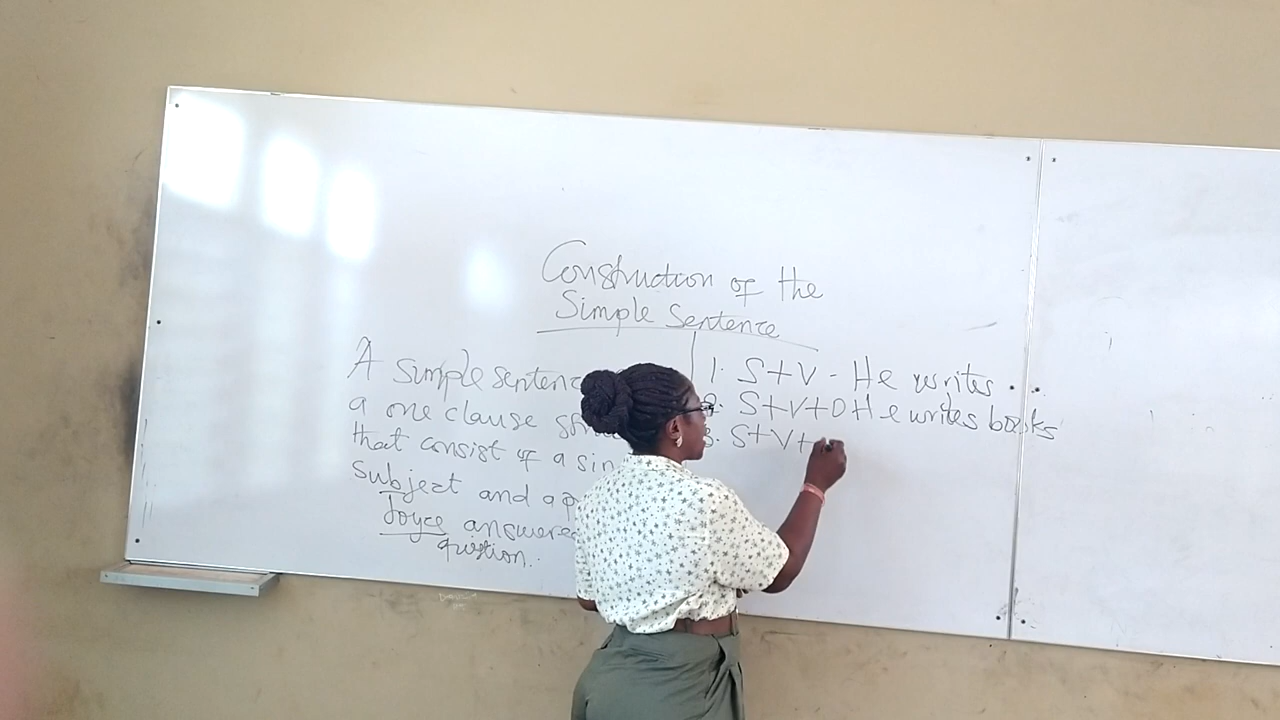 Construction of the
Simple Sentence
A simple sentenc
a one clause
that consist of a sin
subject and a p
Joyce answered
question.
1. S+V - He writes
2. S+V+O He writes books
3. S+V+